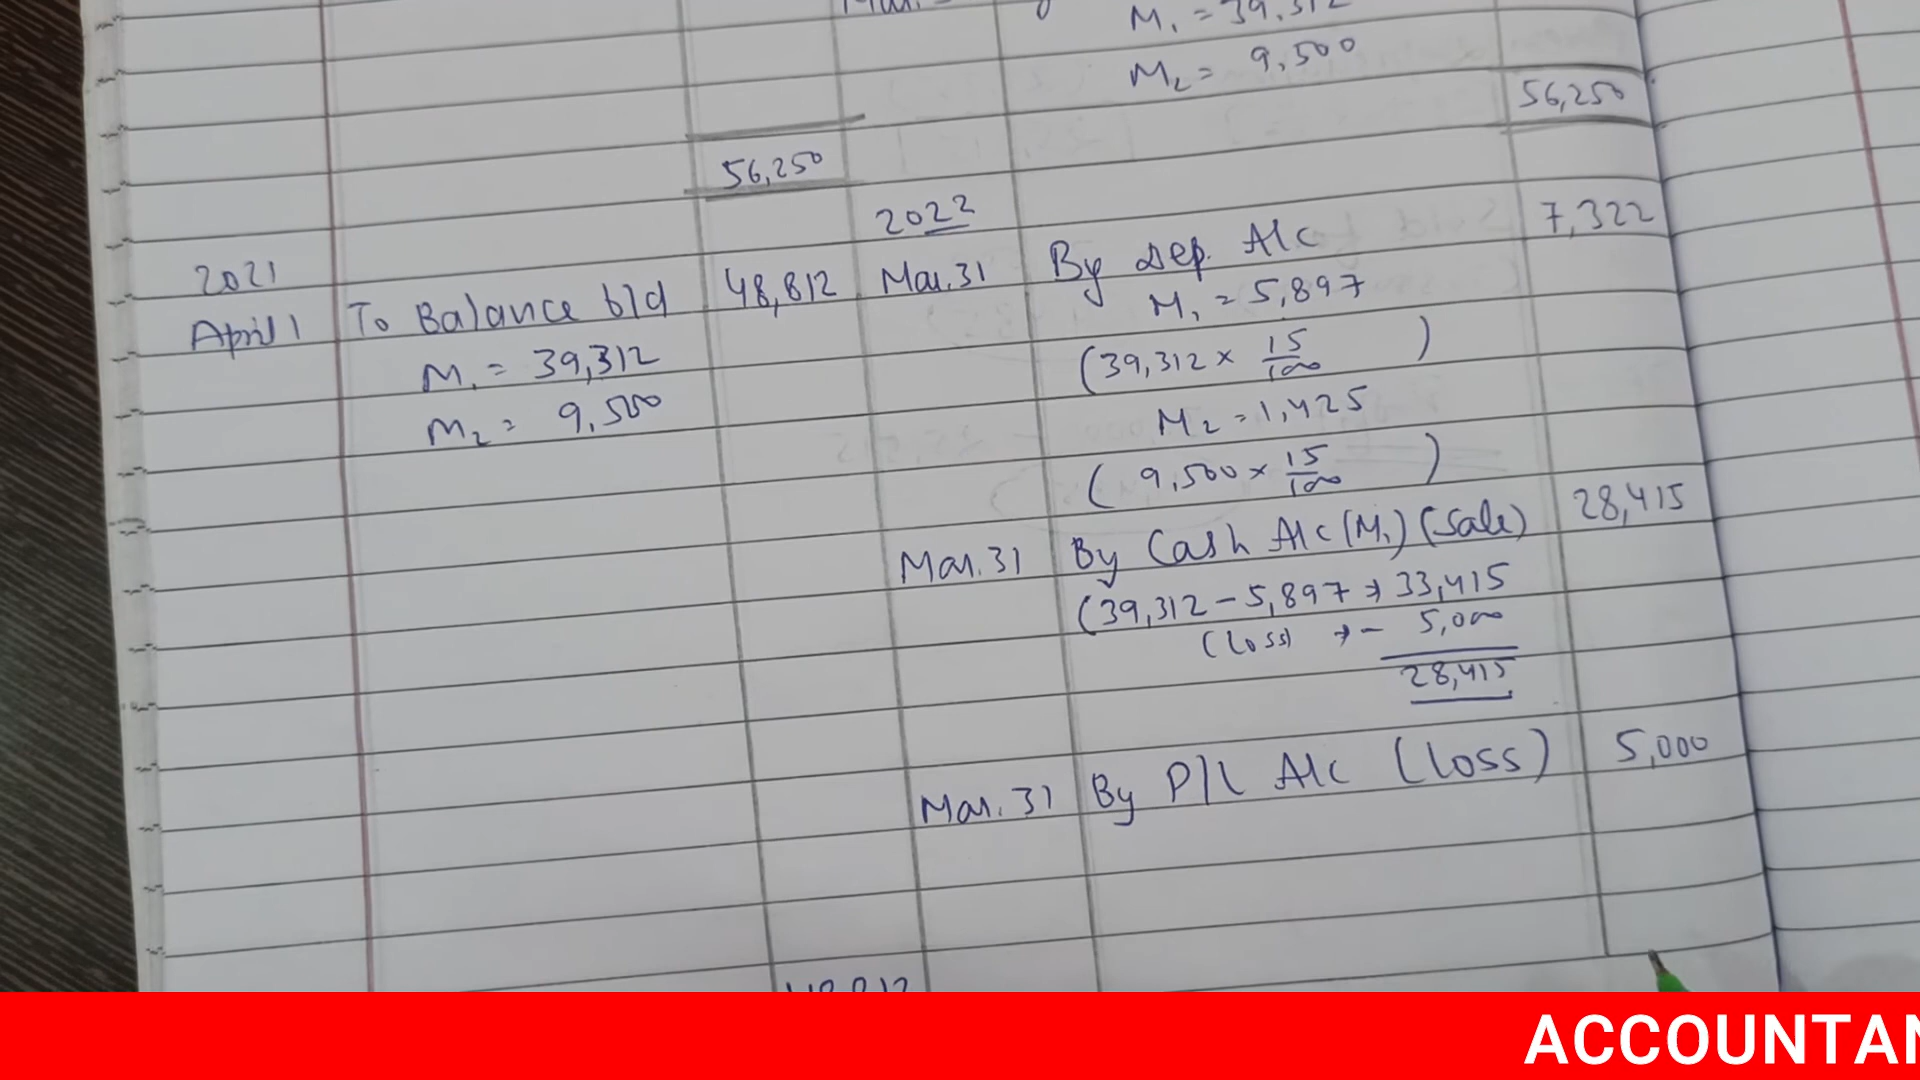 M₁ = 39,312
M₂ = 9,500
56,250
56,250
2022
2021
April 1 To Balance b/d 48,812 Mar.31 By Dep. A/c 7,322
M₁ = 39,312
M₂ = 9,500
M₁ = 5,897
(39,312 × 15/100)
M₂ = 1,425
(9,500 × 15/100)
Mar.31 By Cash A/c (M₁) (Sale) 28,415
(39,312 - 5,897 → 33,415
(loss) → - 5,000
28,415
Mar.31 By P/L A/c (Loss) 5,000
ACCOUNTAN